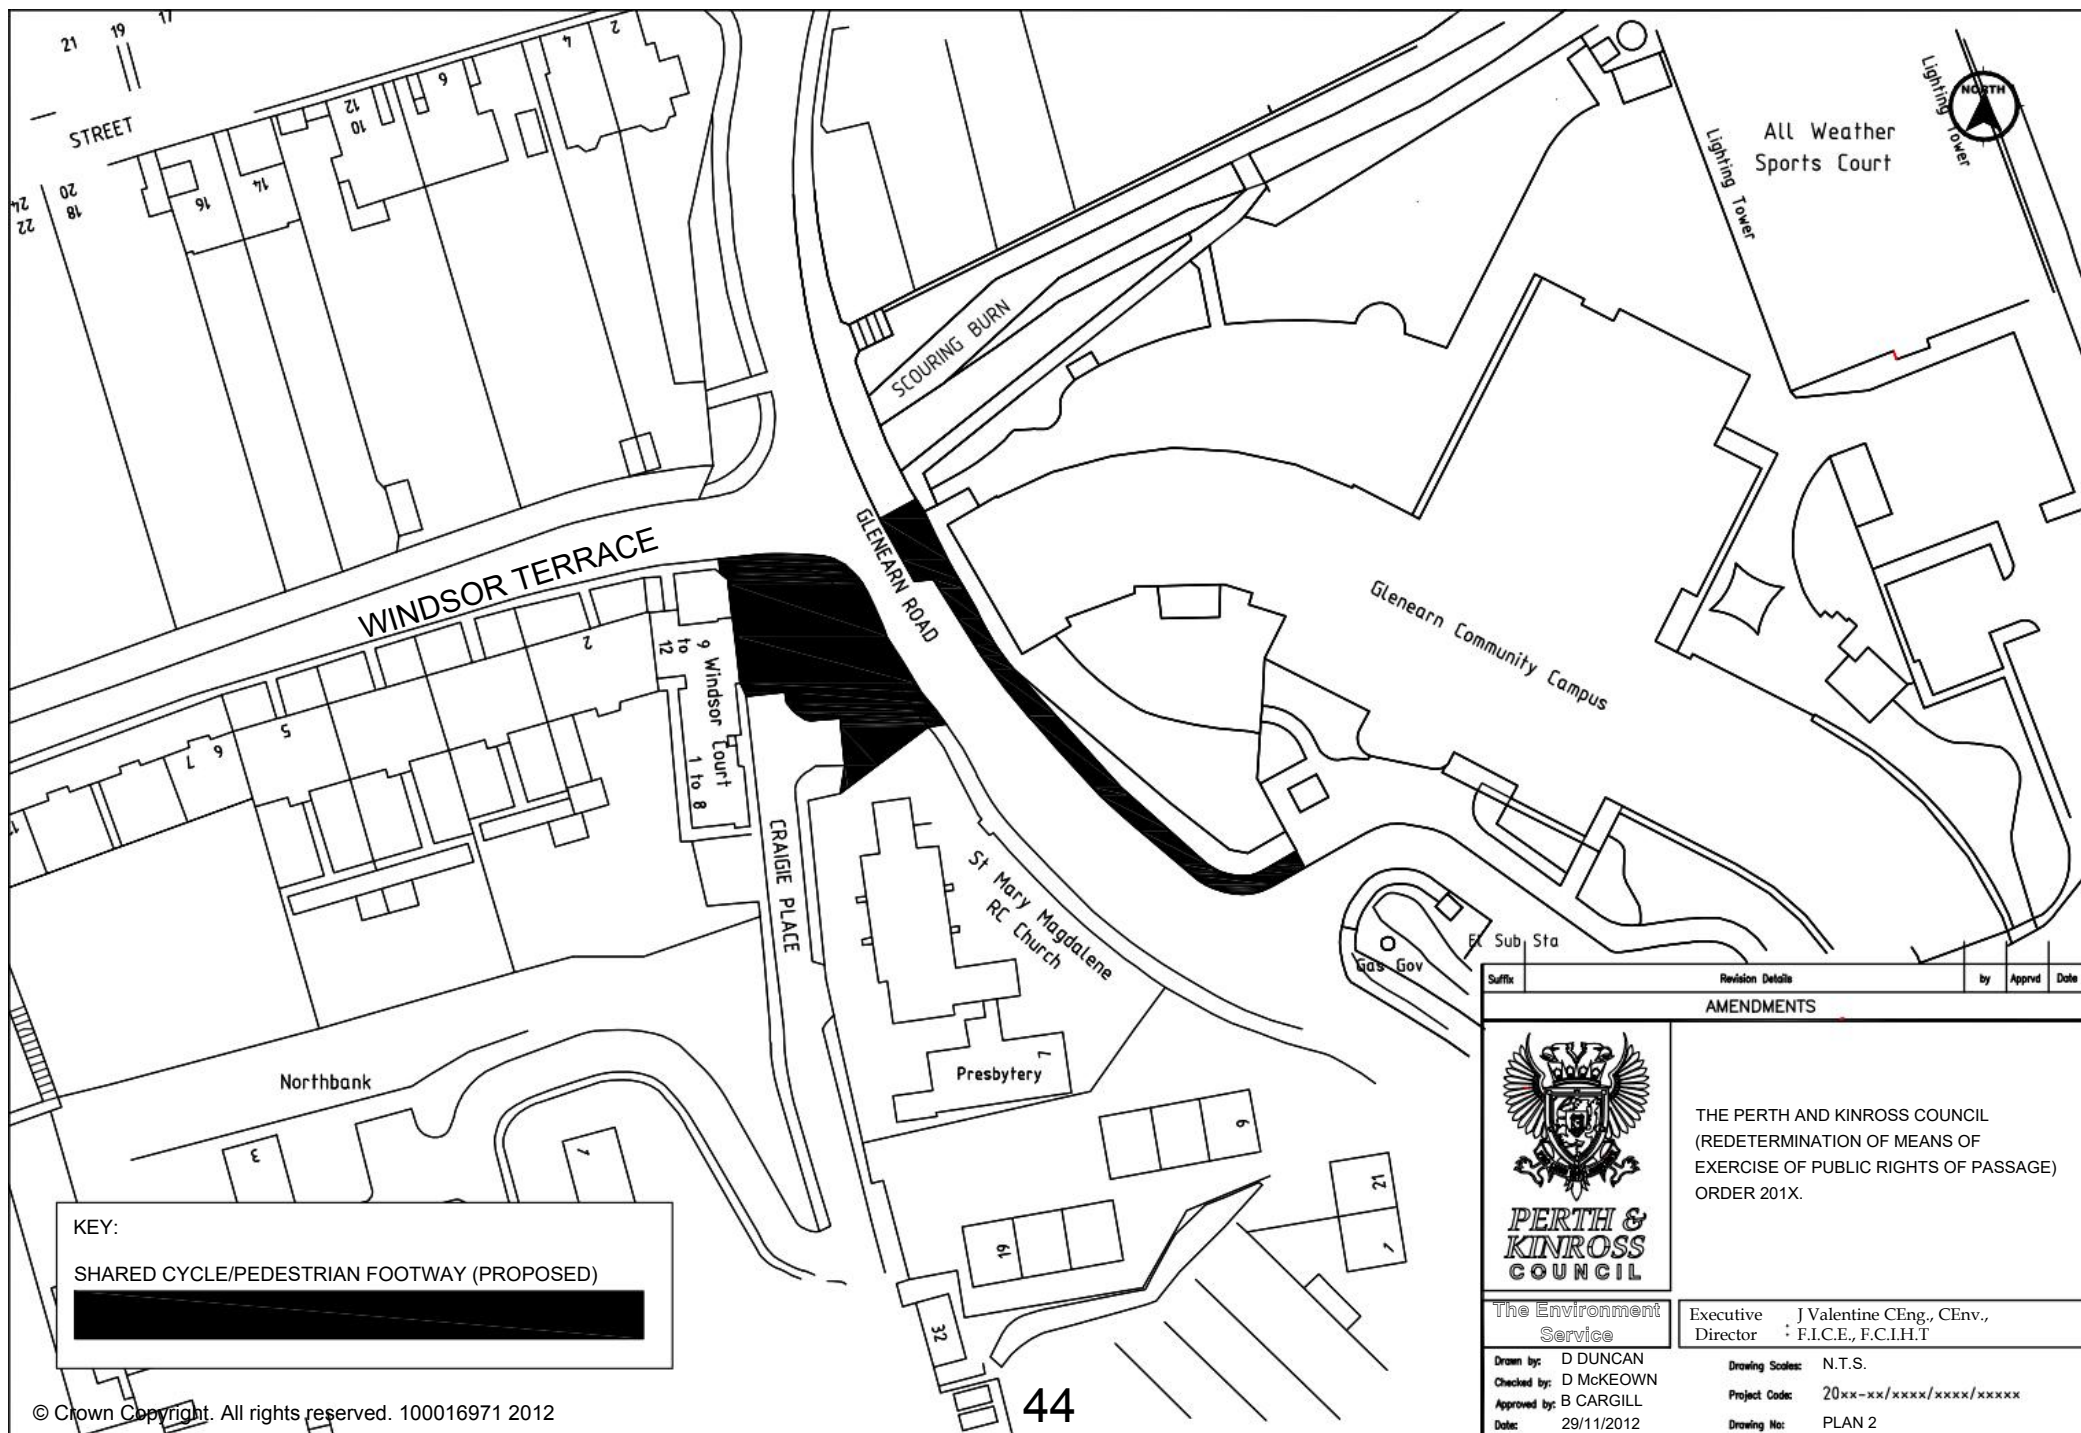 21
19
17
STREET
24
22
20
18
16
14
12
10
6
4
2
SCOURING BURN
All Weather
Sports Court
Lighting Tower
Lighting Tower
NORTH
WINDSOR TERRACE
GLENEARN ROAD
Glenearn Community Campus
2
5
6
7
9
to
12
Windsor Court
1 to 8
CRAIGIE PLACE
St Mary Magdalene
RC Church
Presbytery
El Sub Sta
Gas Gov
Northbank
3
9
19
21
1
32
KEY:
SHARED CYCLE/PEDESTRIAN FOOTWAY (PROPOSED)
© Crown Copyright. All rights reserved. 100016971 2012
44
Suffix Revision Details by Apprvd Date
AMENDMENTS
PERTH &
KINROSS
COUNCIL
THE PERTH AND KINROSS COUNCIL
(REDETERMINATION OF MEANS OF
EXERCISE OF PUBLIC RIGHTS OF PASSAGE)
ORDER 201X.
The Environment
Service
Executive Director : J Valentine CEng., CEnv.,
F.I.C.E., F.C.I.H.T
Drawn by: D DUNCAN
Checked by: D McKEOWN
Approved by: B CARGILL
Date: 29/11/2012
Drawing Scales: N.T.S.
Project Code: 20xx-xx/xxxx/xxxx/xxxxx
Drawing No: PLAN 2